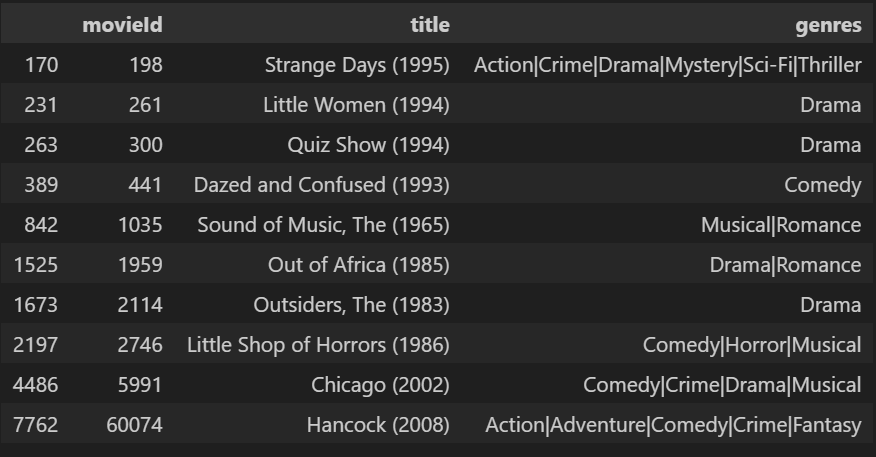 movieId title genres
170 198 Strange Days (1995) Action|Crime|Drama|Mystery|Sci-Fi|Thriller
231 261 Little Women (1994) Drama
263 300 Quiz Show (1994) Drama
389 441 Dazed and Confused (1993) Comedy
842 1035 Sound of Music, The (1965) Musical|Romance
1525 1959 Out of Africa (1985) Drama|Romance
1673 2114 Outsiders, The (1983) Drama
2197 2746 Little Shop of Horrors (1986) Comedy|Horror|Musical
4486 5991 Chicago (2002) Comedy|Crime|Drama|Musical
7762 60074 Hancock (2008) Action|Adventure|Comedy|Crime|Fantasy